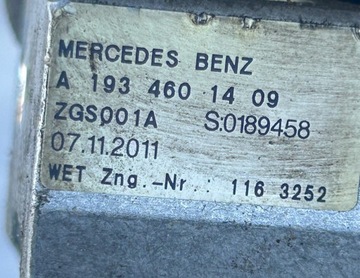 MERCEDES BENZ
A 193 460 14 09
ZGS001A S:0189458
07.11.2011
WET Zng.-Nr.: 116 3252